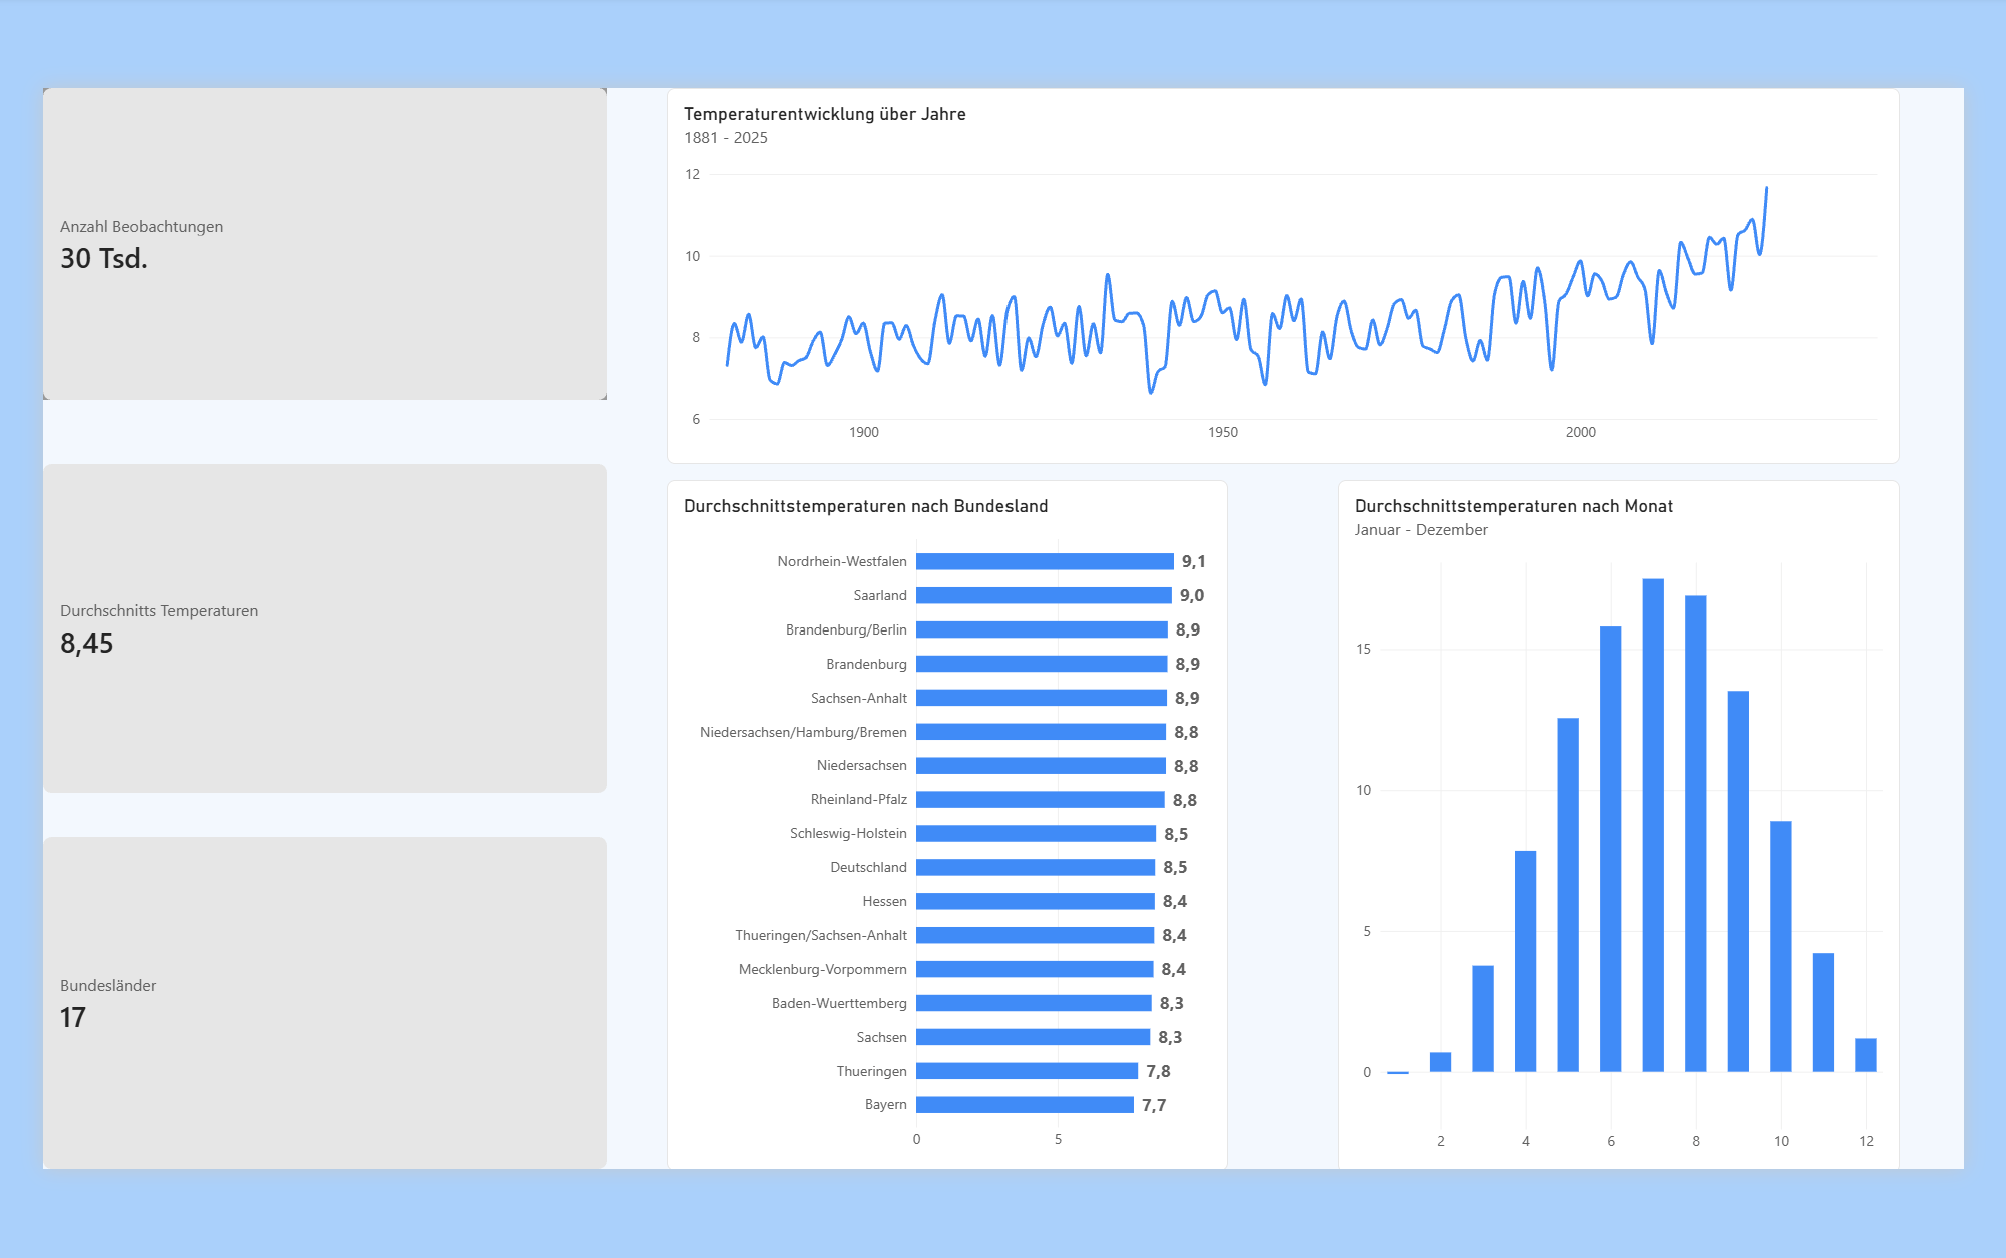 Anzahl Beobachtungen
30 Tsd.
Durchschnitts Temperaturen
8,45
Bundesländer
17
Temperaturentwicklung über Jahre
1881 - 2025
12
10
8
6
1900 1950 2000
Durchschnittstemperaturen nach Bundesland
Nordrhein-Westfalen 9,1
Saarland 9,0
Brandenburg/Berlin 8,9
Brandenburg 8,9
Sachsen-Anhalt 8,9
Niedersachsen/Hamburg/Bremen 8,8
Niedersachsen 8,8
Rheinland-Pfalz 8,8
Schleswig-Holstein 8,5
Deutschland 8,5
Hessen 8,4
Thueringen/Sachsen-Anhalt 8,4
Mecklenburg-Vorpommern 8,4
Baden-Wuerttemberg 8,3
Sachsen 8,3
Thueringen 7,8
Bayern 7,7
0 5
Durchschnittstemperaturen nach Monat
Januar - Dezember
15
10
5
0
2 4 6 8 10 12